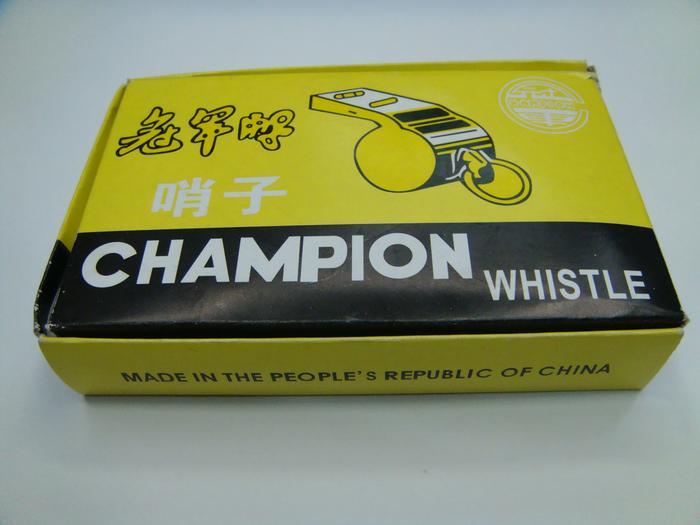 冠军牌
哨子
CHAMPION WHISTLE
MADE IN THE PEOPLE'S REPUBLIC OF CHINA